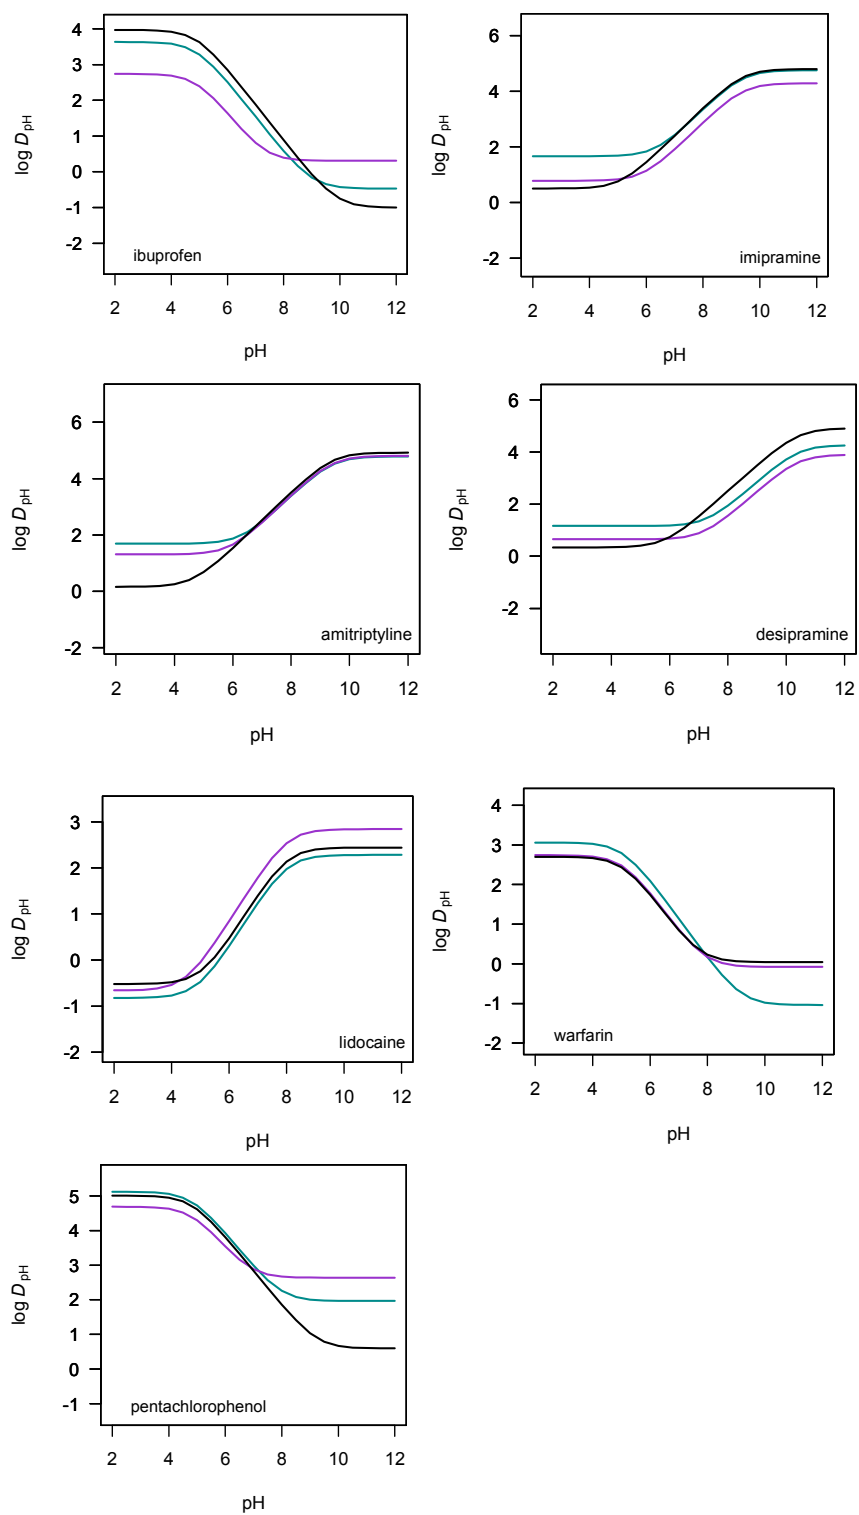 4
3
2
1
0
-1
-2
log DpH
ibuprofen
2 4 6 8 10 12
pH
6
4
2
0
-2
log DpH
imipramine
2 4 6 8 10 12
pH
6
4
2
0
-2
log DpH
amitriptyline
2 4 6 8 10 12
pH
6
4
2
0
-2
log DpH
desipramine
2 4 6 8 10 12
pH
3
2
1
0
-1
-2
log DpH
lidocaine
2 4 6 8 10 12
pH
4
3
2
1
0
-1
-2
log DpH
warfarin
2 4 6 8 10 12
pH
5
4
3
2
1
0
-1
log DpH
pentachlorophenol
2 4 6 8 10 12
pH